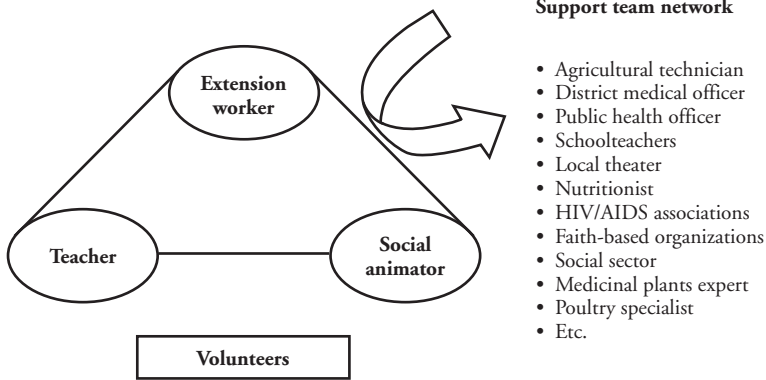 Support team network
Extension
worker
Teacher
Social
animator
Volunteers
• Agricultural technician
• District medical officer
• Public health officer
• Schoolteachers
• Local theater
• Nutritionist
• HIV/AIDS associations
• Faith-based organizations
• Social sector
• Medicinal plants expert
• Poultry specialist
• Etc.